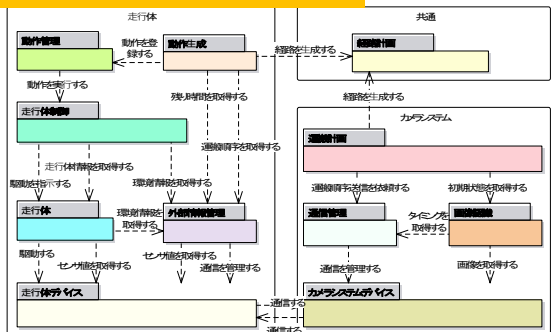 走行体
共通
動作管理
動作を登
録する
動作生成
経路を生成する
経路計画
動作を実行する
残り時間を取得する
経路を生成する
カメラシステム
走行体制御
運搬順序を取得する
運搬計画
走行体情報を取得する
駆動を指示する
環境情報を取得する
運搬順序送信を依頼する
初期状態を取得する
走行体
環境情報を
取得する
外部情報管理
通信管理
タイミングを
取得する
画像認識
駆動する
センサ値を取得する
センサ値を取得する
通信を管理する
通信を管理する
画像を取得する
走行体デバイス
通信する
カメラシステムデバイス
通信する